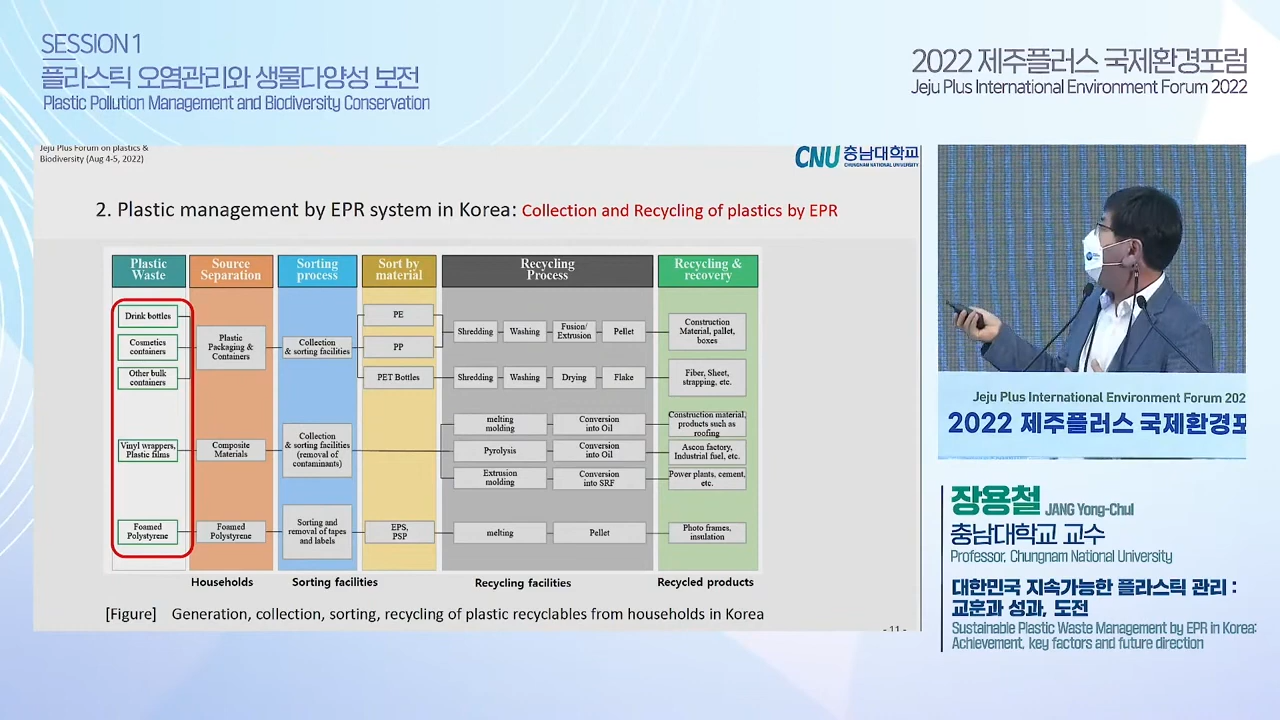 SESSION 1
플라스틱 오염관리와 생물다양성 보전
Plastic Pollution Management and Biodiversity Conservation
2022 제주플러스 국제환경포럼
Jeju Plus International Environment Forum 2022
Jeju Plus Forum on plastics &
Biodiversity (Aug 4-5, 2022)
CNU 충남대학교
CHUNGNAM NATIONAL UNIVERSITY
2. Plastic management by EPR system in Korea: Collection and Recycling of plastics by EPR
Plastic
Waste
Source
Separation
Sorting
process
Sort by
material
Recycling
Process
Recycling &
recovery
Drink bottles
Cosmetics
containers
Other bulk
containers
Plastic
Packaging &
Containers
Collection
& sorting facilities
PE
PP
PET Bottles
Shredding
Washing
Fusion/
Extrusion
Pellet
Construction
Material, pallet,
boxes
Shredding
Washing
Drying
Flake
Fiber, Sheet,
strapping, etc.
Vinyl wrappers,
Plastic films
Composite
Materials
Collection
& sorting facilities
(removal of
contaminants)
melting
molding
Conversion
into Oil
Construction material,
products such as
roofing
Pyrolysis
Conversion
into Oil
Ascon factory,
Industrial fuel, etc.
Extrusion
molding
Conversion
into SRF
Power plants, cement,
etc.
Foamed
Polystyrene
Foamed
Polystyrene
Sorting and
removal of tapes
and labels
EPS,
PSP
melting
Pellet
Photo frames,
insulation
Households
Sorting facilities
Recycling facilities
Recycled products
[Figure] Generation, collection, sorting, recycling of plastic recyclables from households in Korea
- 11 -
Jeju Plus International Environment Forum 202
2022 제주플러스 국제환경포
장용철 JANG Yong-Chul
충남대학교 교수
Professor, Chungnam National University
대한민국 지속가능한 플라스틱 관리 :
교훈과 성과, 도전
Sustainable Plastic Waste Management by EPR in Korea:
Achievement, key factors and future direction